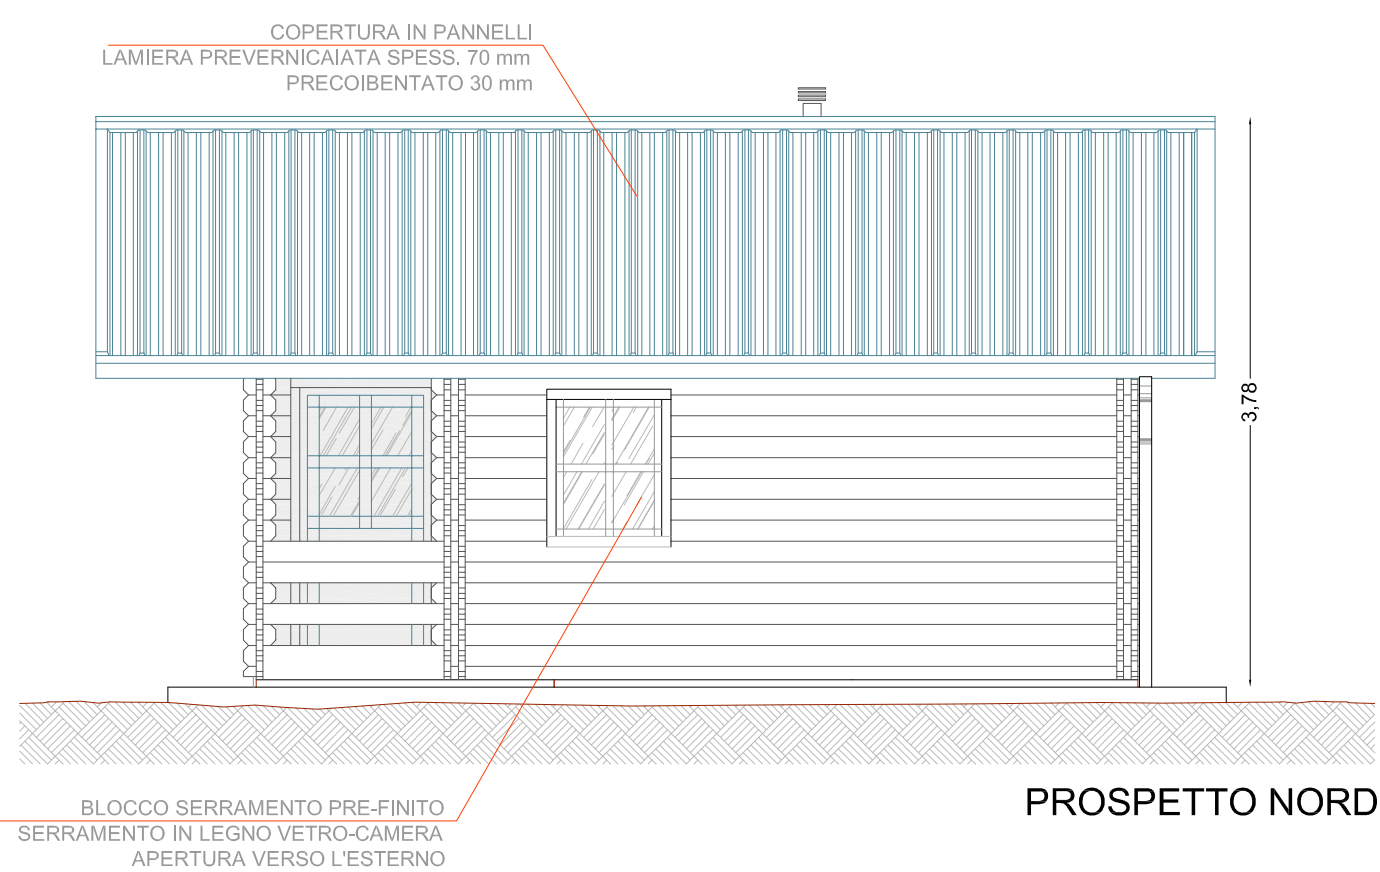 COPERTURA IN PANNELLI
LAMIERA PREVERNICAIATA SPESS. 70 mm
PRECOIBENTATO 30 mm
3,78
PROSPETTO NORD
BLOCCO SERRAMENTO PRE-FINITO
SERRAMENTO IN LEGNO VETRO-CAMERA
APERTURA VERSO L'ESTERNO